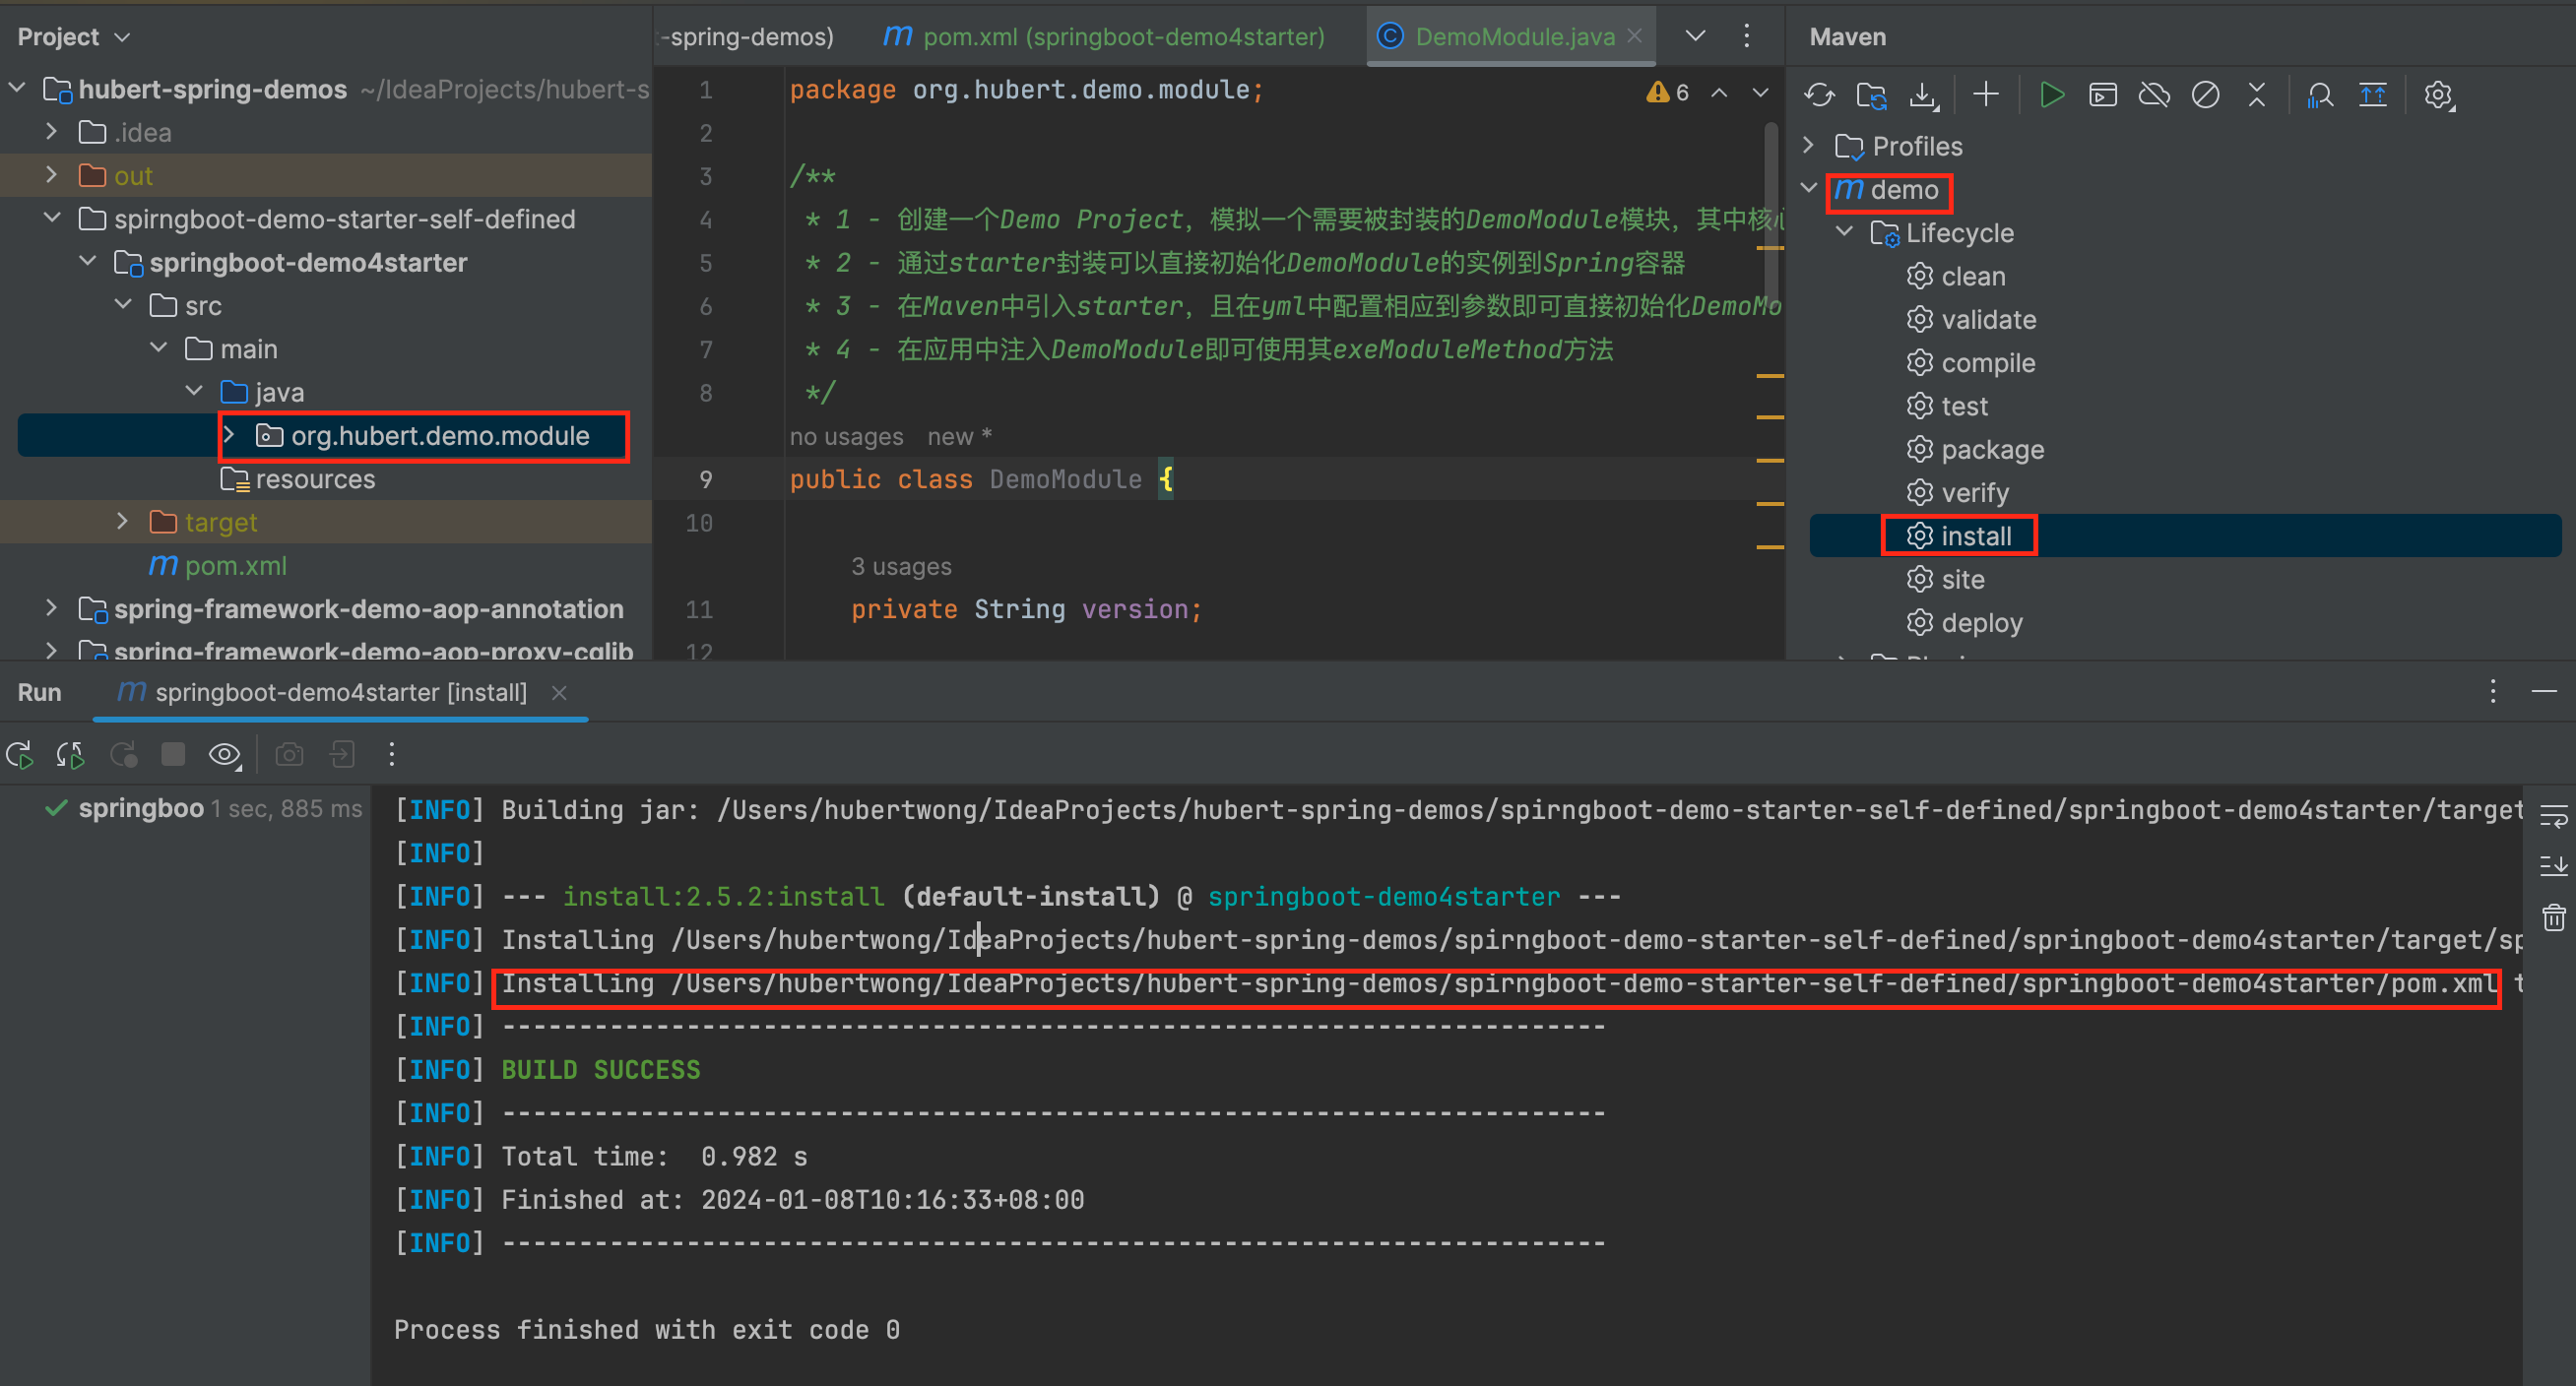 Project
hubert-spring-demos ~/IdeaProjects/hubert-s
.idea
out
spirngboot-demo-starter-self-defined
springboot-demo4starter
src
main
java
org.hubert.demo.module
resources
target
m pom.xml
spring-framework-demo-aop-annotation
spring-framework-demo-aop-proxy-cglib
-spring-demos)
m pom.xml (springboot-demo4starter)
C DemoModule.java
6
1 package org.hubert.demo.module;
2
3 /**
4 * 1 - 创建一个Demo Project，模拟一个需要被封装的DemoModule模块，其中核心
5 * 2 - 通过starter封装可以直接初始化DemoModule的实例到Spring容器
6 * 3 - 在Maven中引入starter，且在yml中配置相应到参数即可直接初始化DemoMo
7 * 4 - 在应用中注入DemoModule即可使用其exeModuleMethod方法
8 */
no usages new *
9 public class DemoModule {
10
3 usages
11 private String version;
12
Maven
Profiles
m demo
Lifecycle
clean
validate
compile
test
package
verify
install
site
deploy
Run
m springboot-demo4starter [install]
springboo 1 sec, 885 ms
[INFO] Building jar: /Users/hubertwong/IdeaProjects/hubert-spring-demos/spirngboot-demo-starter-self-defined/springboot-demo4starter/target
[INFO]
[INFO] --- install:2.5.2:install (default-install) @ springboot-demo4starter ---
[INFO] Installing /Users/hubertwong/IdeaProjects/hubert-spring-demos/spirngboot-demo-starter-self-defined/springboot-demo4starter/target/sp
[INFO] Installing /Users/hubertwong/IdeaProjects/hubert-spring-demos/spirngboot-demo-starter-self-defined/springboot-demo4starter/pom.xml t
[INFO] ------------------------------------------------------------------------
[INFO] BUILD SUCCESS
[INFO] ------------------------------------------------------------------------
[INFO] Total time:  0.982 s
[INFO] Finished at: 2024-01-08T10:16:33+08:00
[INFO] ------------------------------------------------------------------------
Process finished with exit code 0